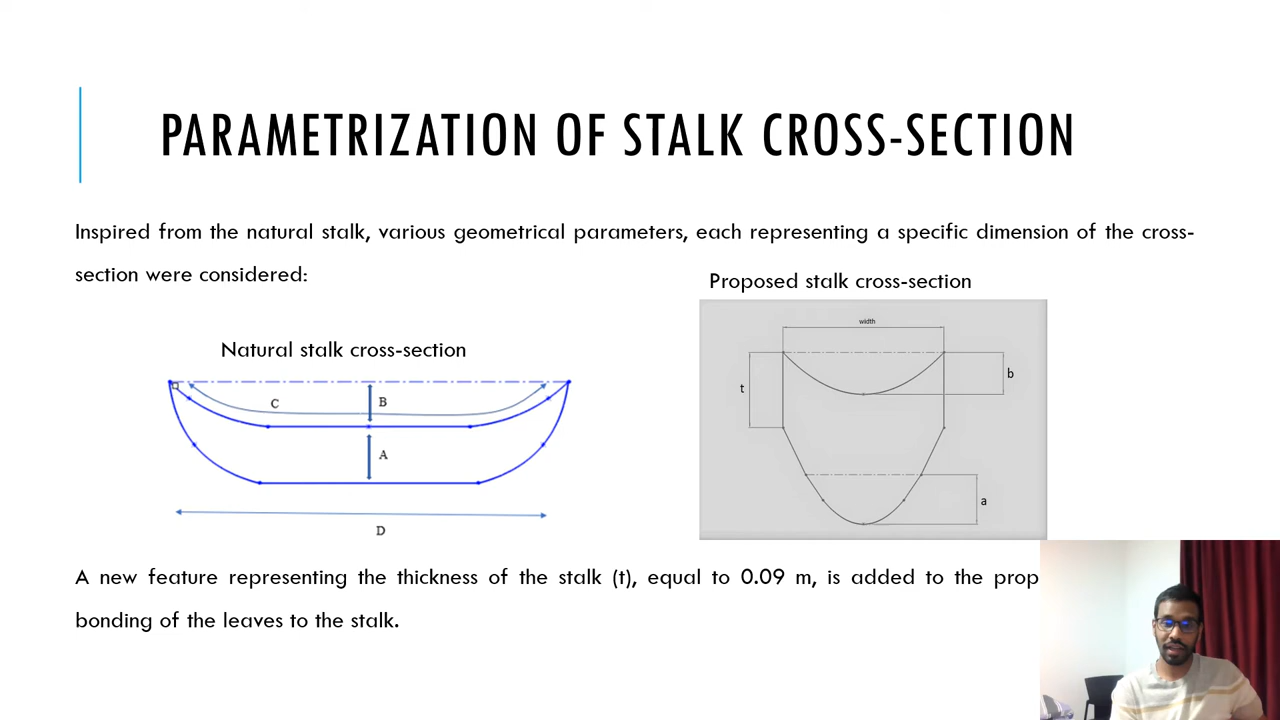 PARAMETRIZATION OF STALK CROSS-SECTION
Inspired from the natural stalk, various geometrical parameters, each representing a specific dimension of the cross-
section were considered:
Proposed stalk cross-section
Natural stalk cross-section
width
t
b
a
C
B
A
D
A new feature representing the thickness of the stalk (t), equal to 0.09 m, is added to the prop
bonding of the leaves to the stalk.